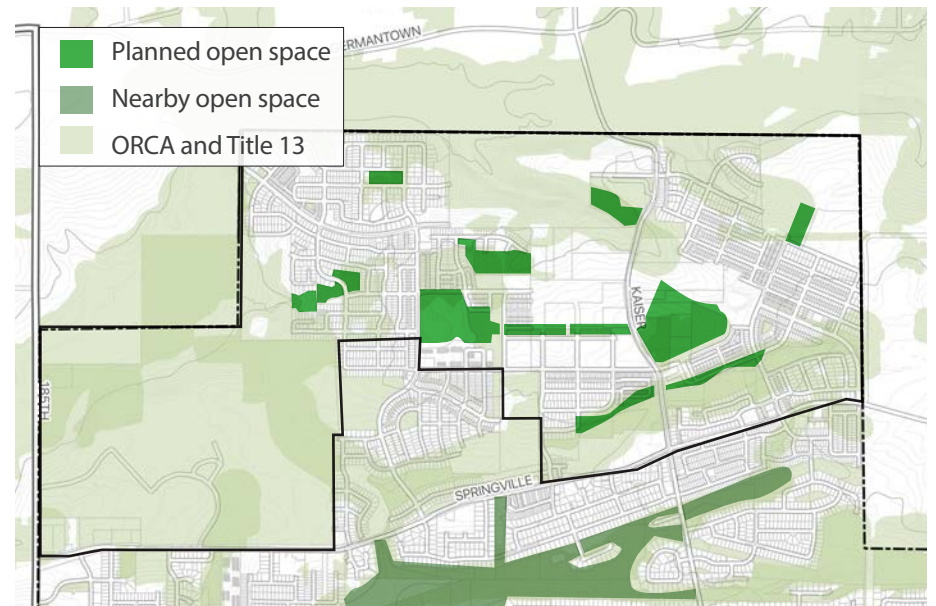 Planned open space
Nearby open space
ORCA and Title 13
ERMANTOWN
KAISER
185TH
SPRINGVILLE